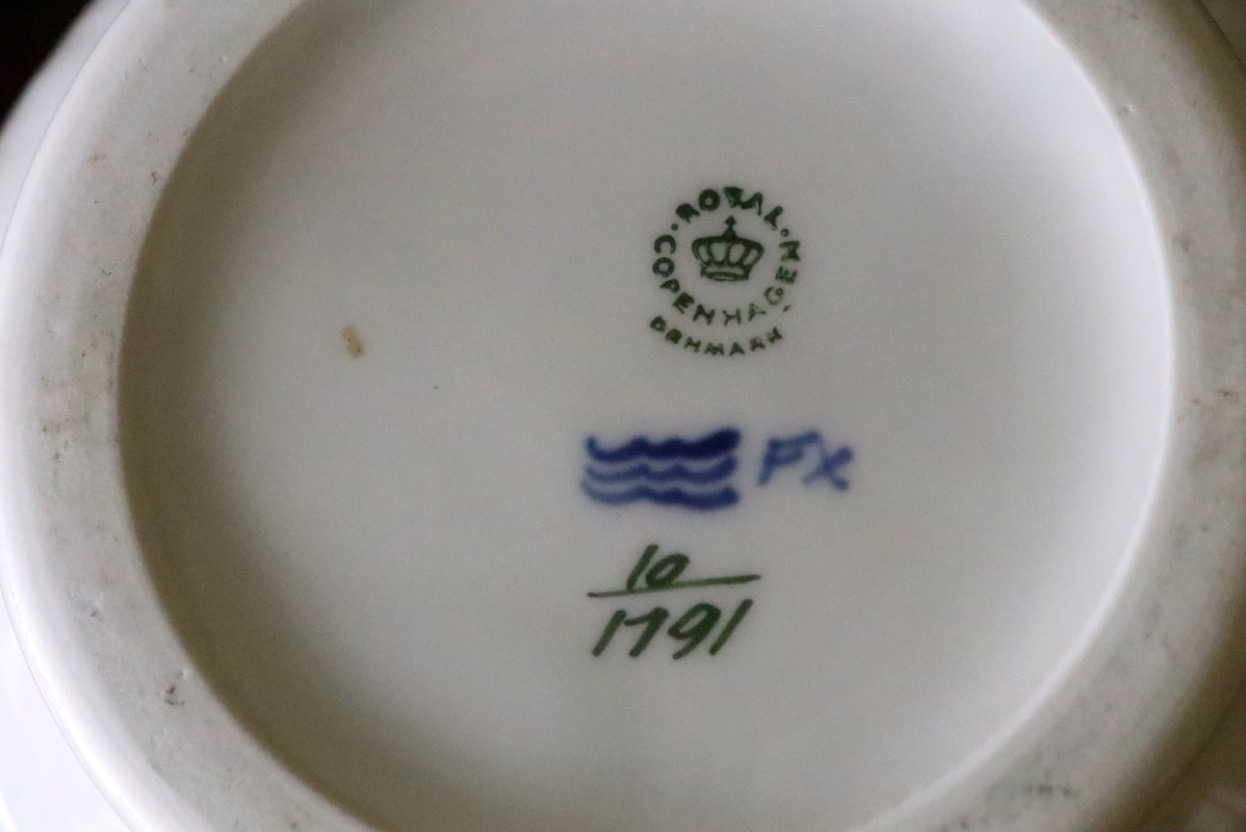 ROYAL
COPENHAGEN
DENMARK
FX
10
1791